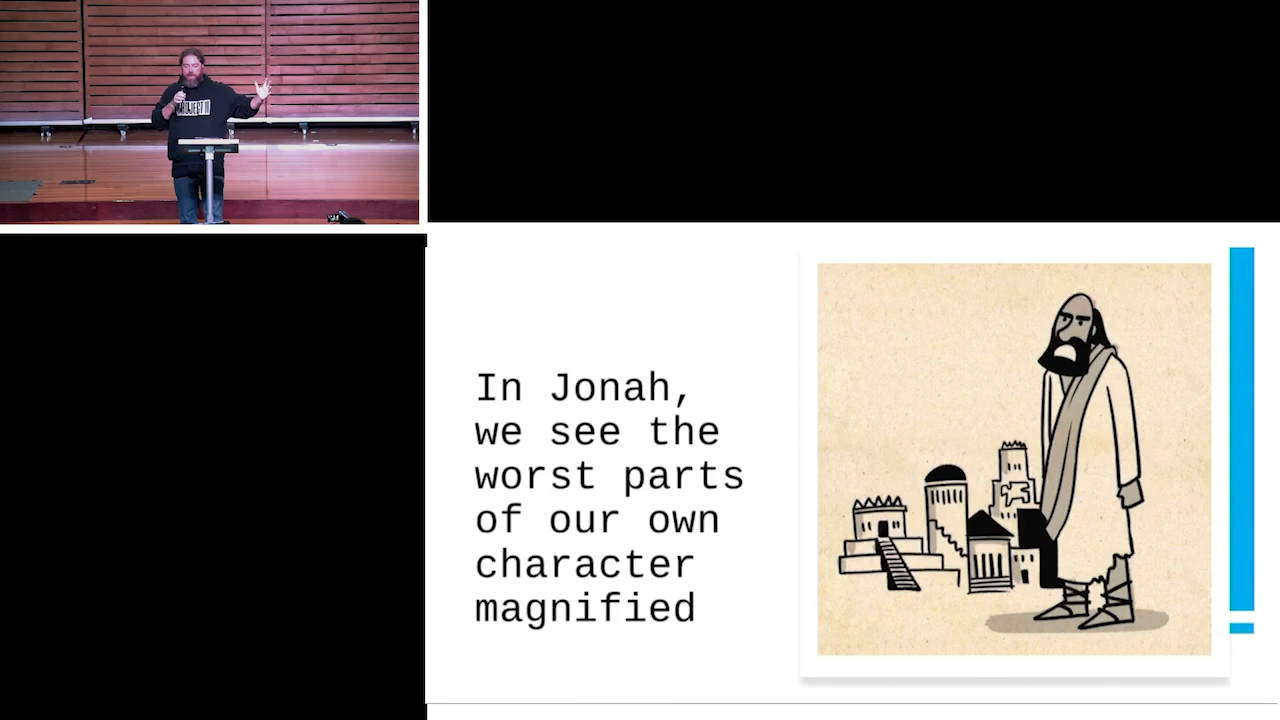 In Jonah,
we see the
worst parts
of our own
character
magnified